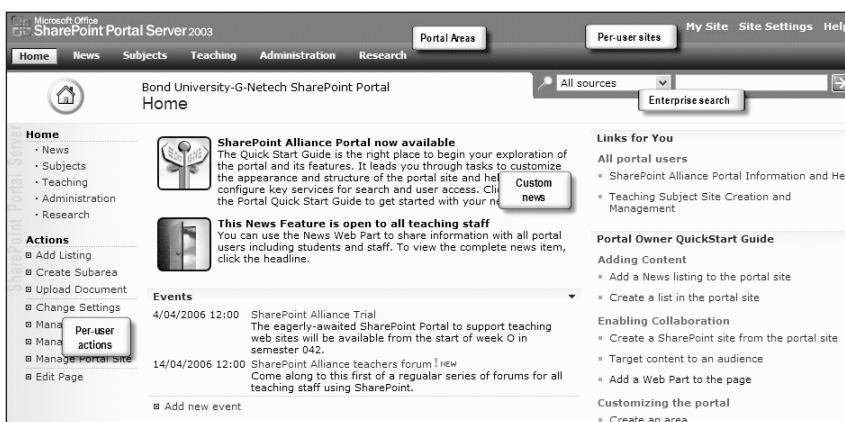 Microsoft Office
SharePoint Portal Server 2003
Portal Areas
Per-user sites
My Site Site Settings Help
Home News Subjects Teaching Administration Research
Bond University-G-Netech SharePoint Portal
Home
All sources
Enterprise search
SharePoint Portal Server
Home
· News
· Subjects
· Teaching
· Administration
· Research
Actions
Add Listing
Create Subarea
Upload Document
Change Settings
Mana
Mana
Manage Portal Site
Edit Page
Per-user
actions
SharePoint Alliance Portal now available
The Quick Start Guide is the right place to begin your exploration of
the portal and its features. It leads you through tasks to customize
the appearance and structure of the portal site and hel
configure key services for search and user access. Cli
the Portal Quick Start Guide to get started with your ne
Custom
news
This News Feature is open to all teaching staff
You can use the News Web Part to share information with all portal
users including students and staff. To view the complete news item,
click the headline.
Events
4/04/2006 12:00 SharePoint Alliance Trial
The eagerly-awaited SharePoint Portal to support teaching
web sites will be available from the start of week O in
semester 042.
14/04/2006 12:00 SharePoint Alliance teachers forum ! NEW
Come along to this first of a regualar series of forums for all
teaching staff using SharePoint.
Add new event
Links for You
All portal users
SharePoint Alliance Portal Information and He
Teaching Subject Site Creation and
Management
Portal Owner QuickStart Guide
Adding Content
Add a News listing to the portal site
Create a list in the portal site
Enabling Collaboration
Create a SharePoint site from the portal site
Target content to an audience
Add a Web Part to the page
Customizing the portal
Create an area